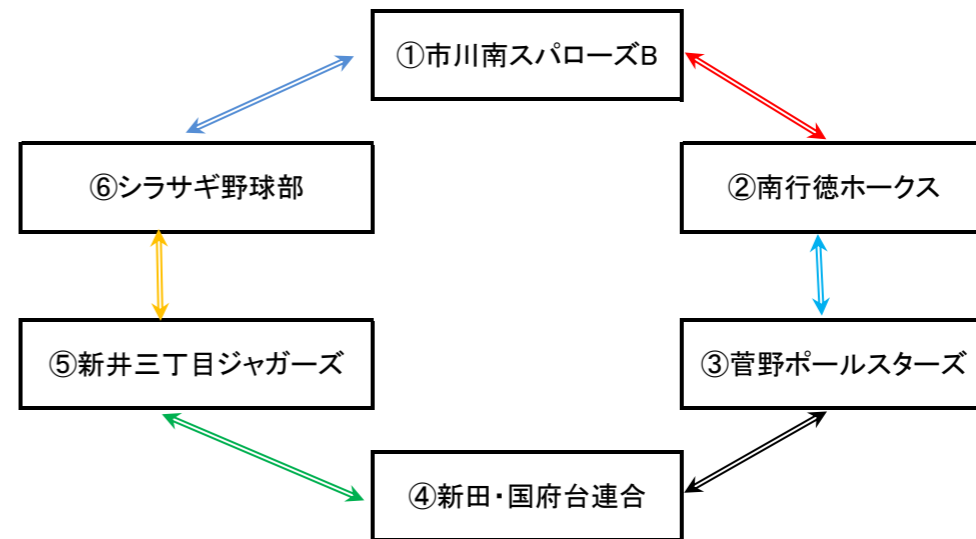 ①市川南スパローズB
⑥シラサギ野球部
②南行徳ホークス
⑤新井三丁目ジャガーズ
③菅野ポールスターズ
④新田・国府台連合